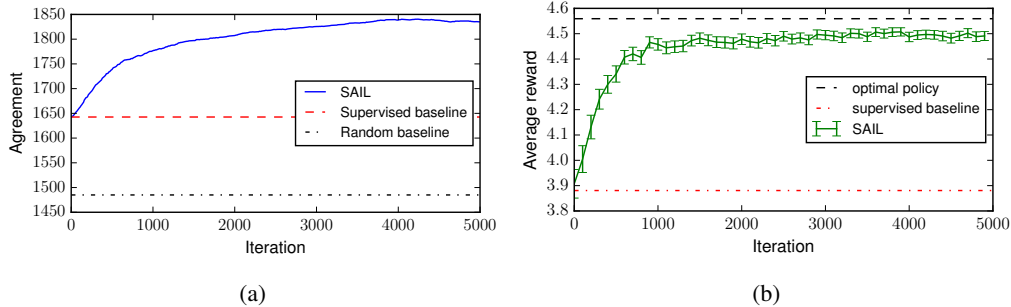 1850
1800
1750
1700
1650
1600
1550
1500
1450
Agreement
SAIL
Supervised baseline
Random baseline
0 1000 2000 3000 4000 5000
Iteration
(a)
4.6
4.5
4.4
4.3
4.2
4.1
4.0
3.9
3.8
Average reward
optimal policy
supervised baseline
SAIL
0 1000 2000 3000 4000 5000
Iteration
(b)